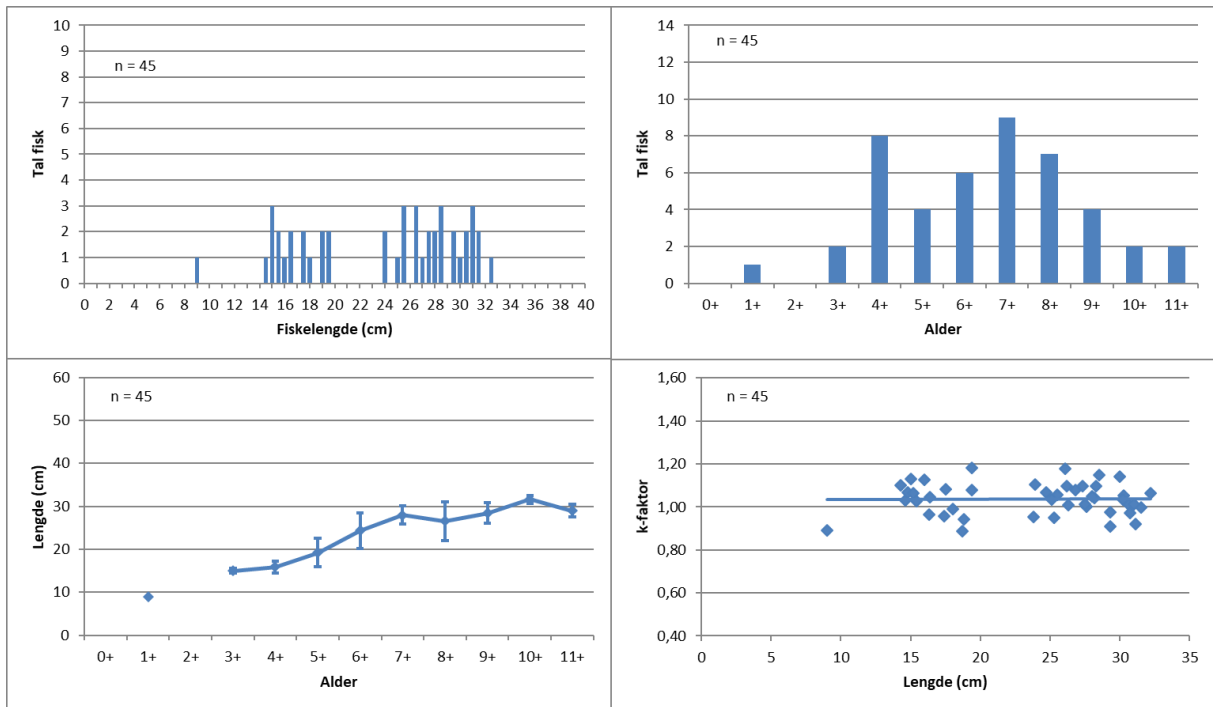 10
9
8
7
6
5
4
3
2
1
0
n = 45
Tal fisk
0 2 4 6 8 10 12 14 16 18 20 22 24 26 28 30 32 34 36 38 40
Fiskelengde (cm)
14
12
10
8
6
4
2
0
n = 45
Tal fisk
0+ 1+ 2+ 3+ 4+ 5+ 6+ 7+ 8+ 9+ 10+ 11+
Alder
60
50
40
30
20
10
0
n = 45
Lengde (cm)
0+ 1+ 2+ 3+ 4+ 5+ 6+ 7+ 8+ 9+ 10+ 11+
Alder
1,60
1,40
1,20
1,00
0,80
0,60
0,40
n = 45
k-faktor
0 5 10 15 20 25 30 35
Lengde (cm)